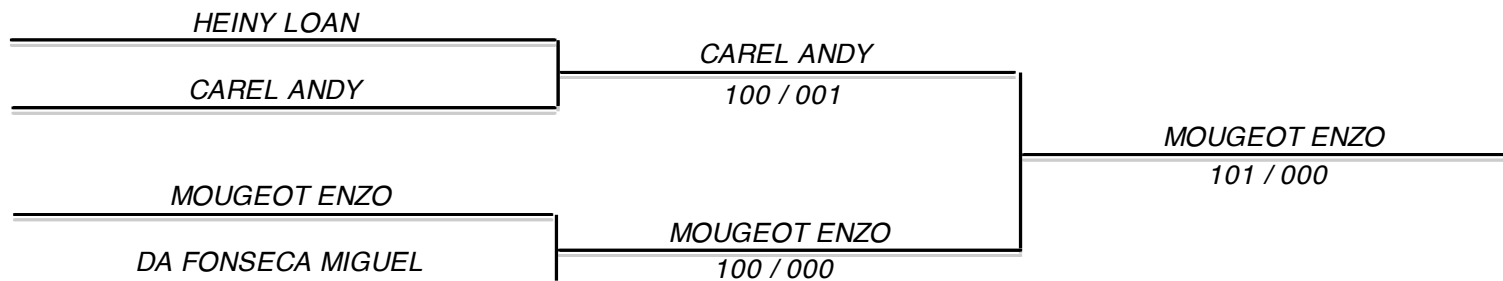 HEINY LOAN
CAREL ANDY
CAREL ANDY
100 / 001
MOUGEOT ENZO
101 / 000
MOUGEOT ENZO
DA FONSECA MIGUEL
MOUGEOT ENZO
100 / 000